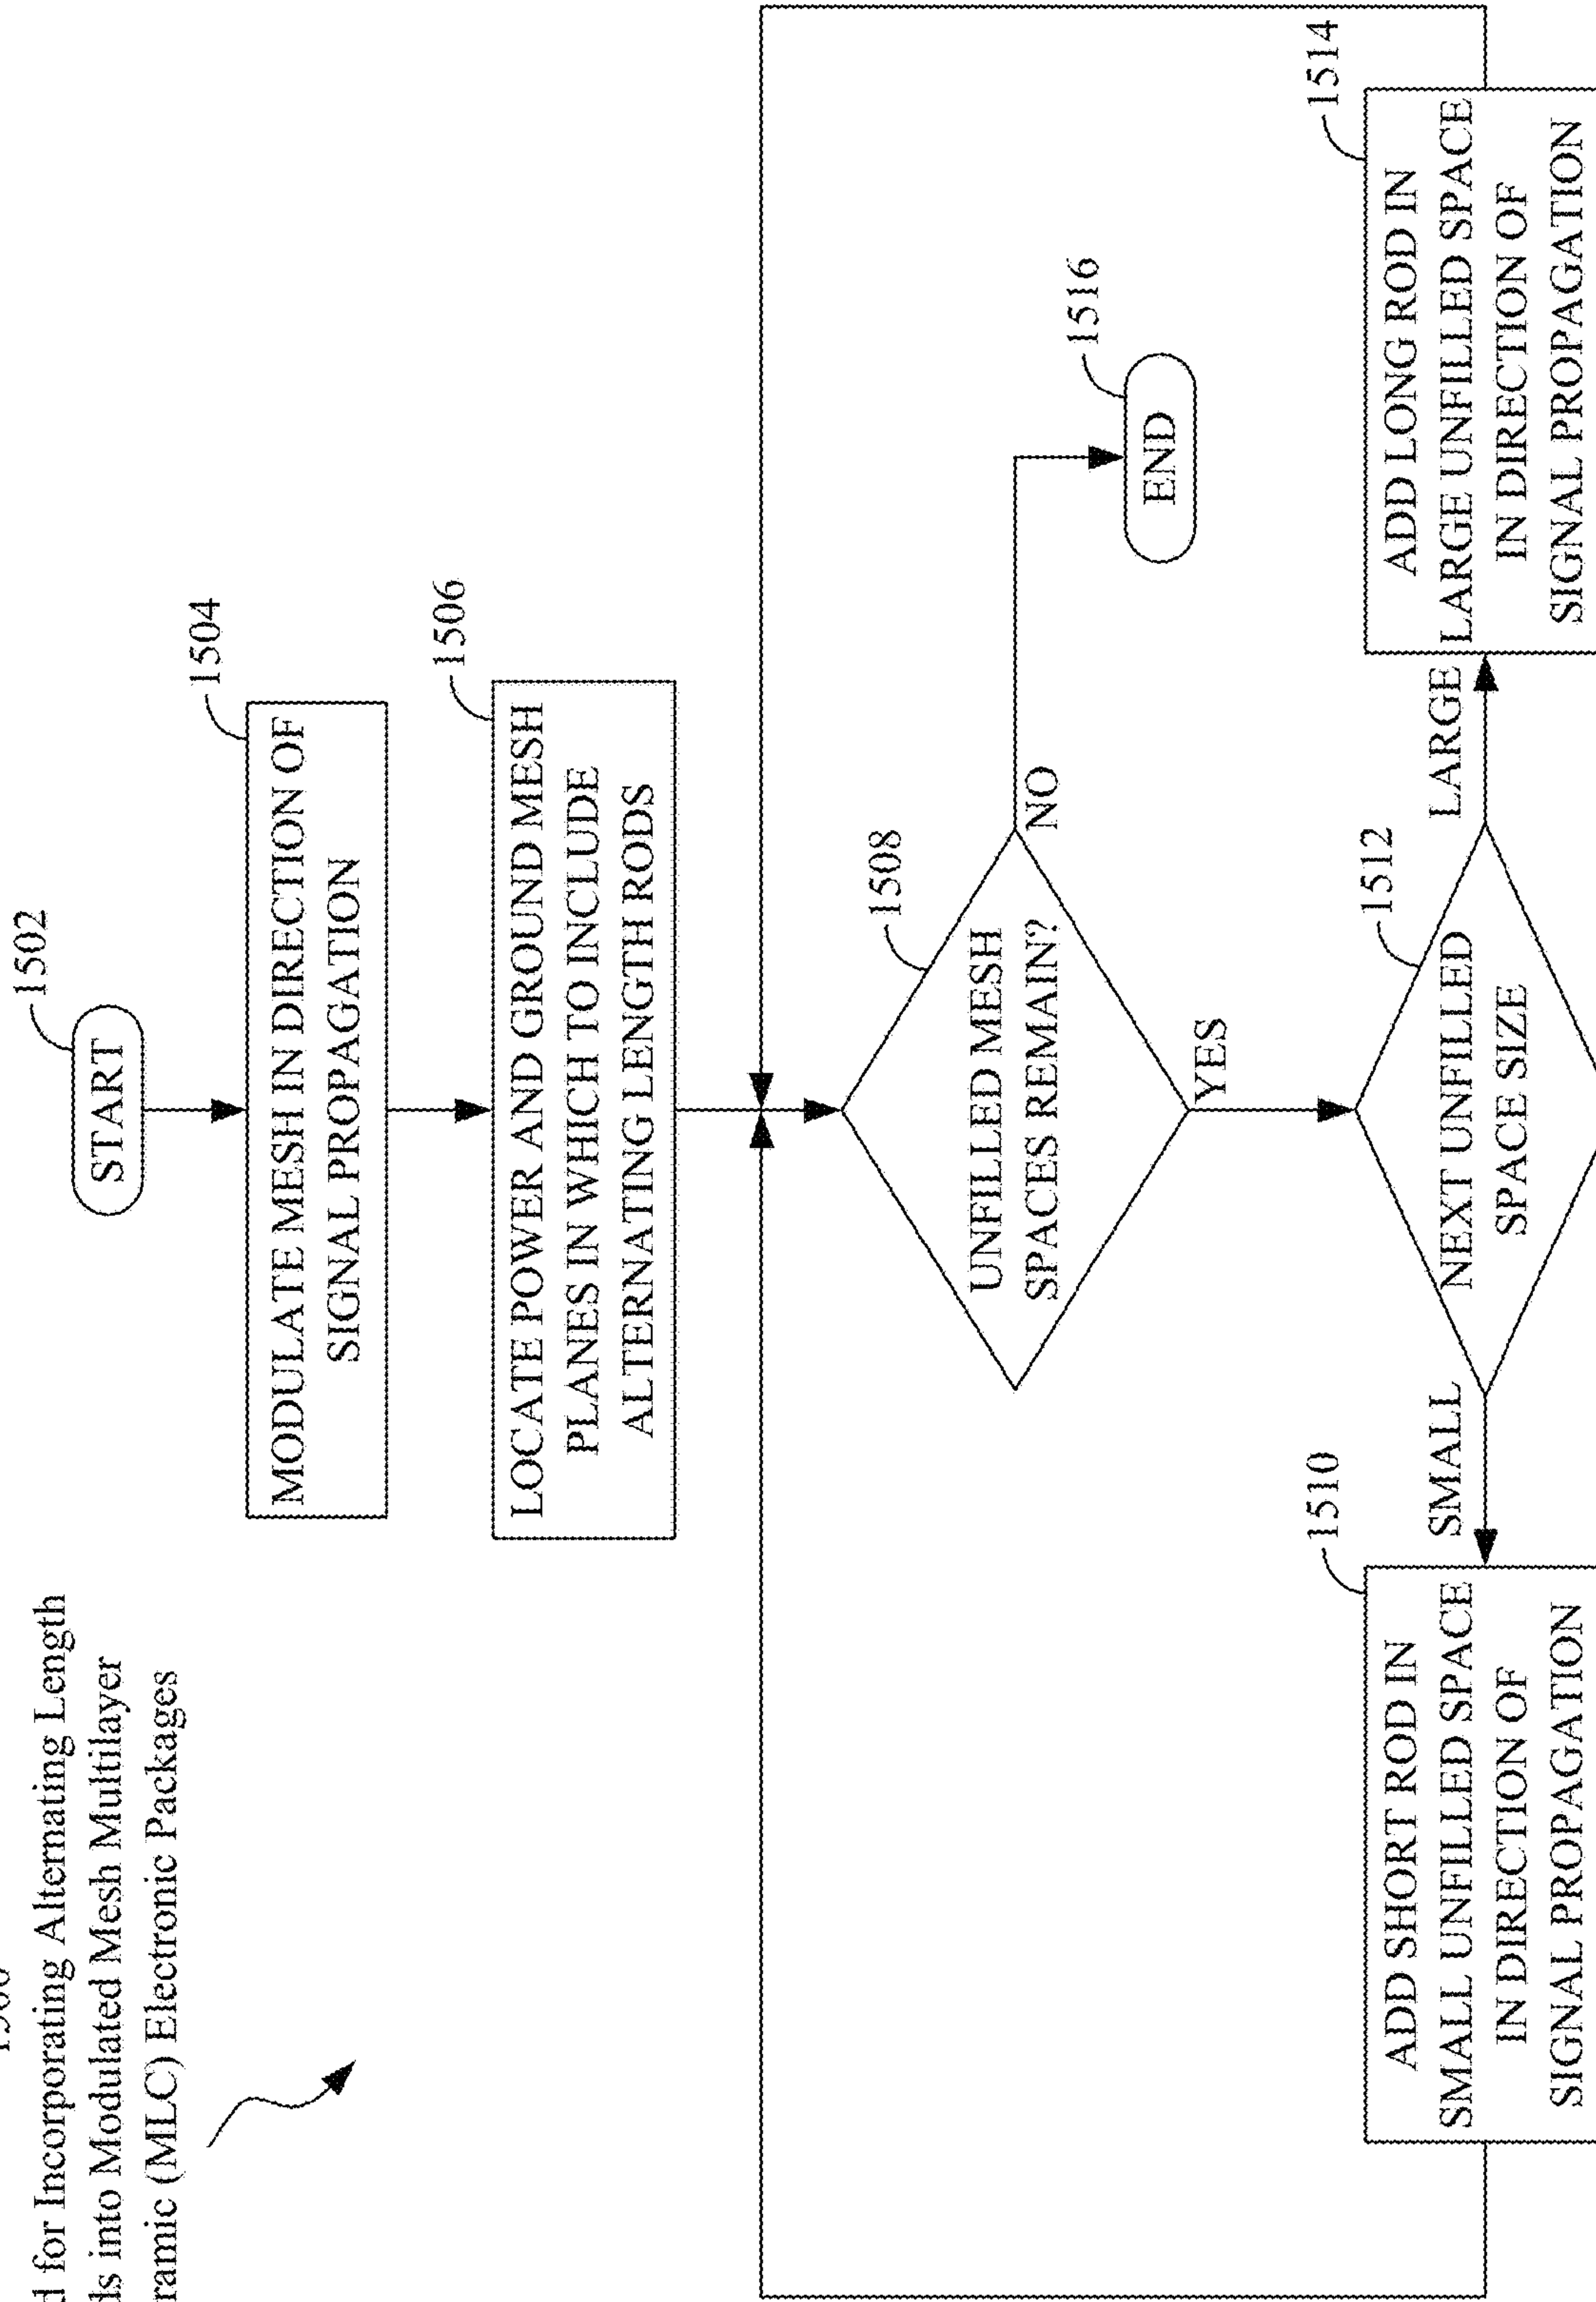 for Incorporating Alternating Length
into Modulated Mesh Multilayer
(MLC) Electronic Packages
1502
START
1504
MODULATE MESH IN DIRECTION OF
SIGNAL PROPAGATION
1506
LOCATE POWER AND GROUND MESH
PLANES IN WHICH TO INCLUDE
ALTERNATING LENGTH RODS
1508
UNFILLED MESH
SPACES REMAIN?
NO
YES
1516
END
1512
NEXT UNFILLED
SPACE SIZE
SMALL
LARGE
1510
ADD SHORT ROD IN
SMALL UNFILLED SPACE
IN DIRECTION OF
SIGNAL PROPAGATION
1514
ADD LONG ROD IN
LARGE UNFILLED SPACE
IN DIRECTION OF
SIGNAL PROPAGATION